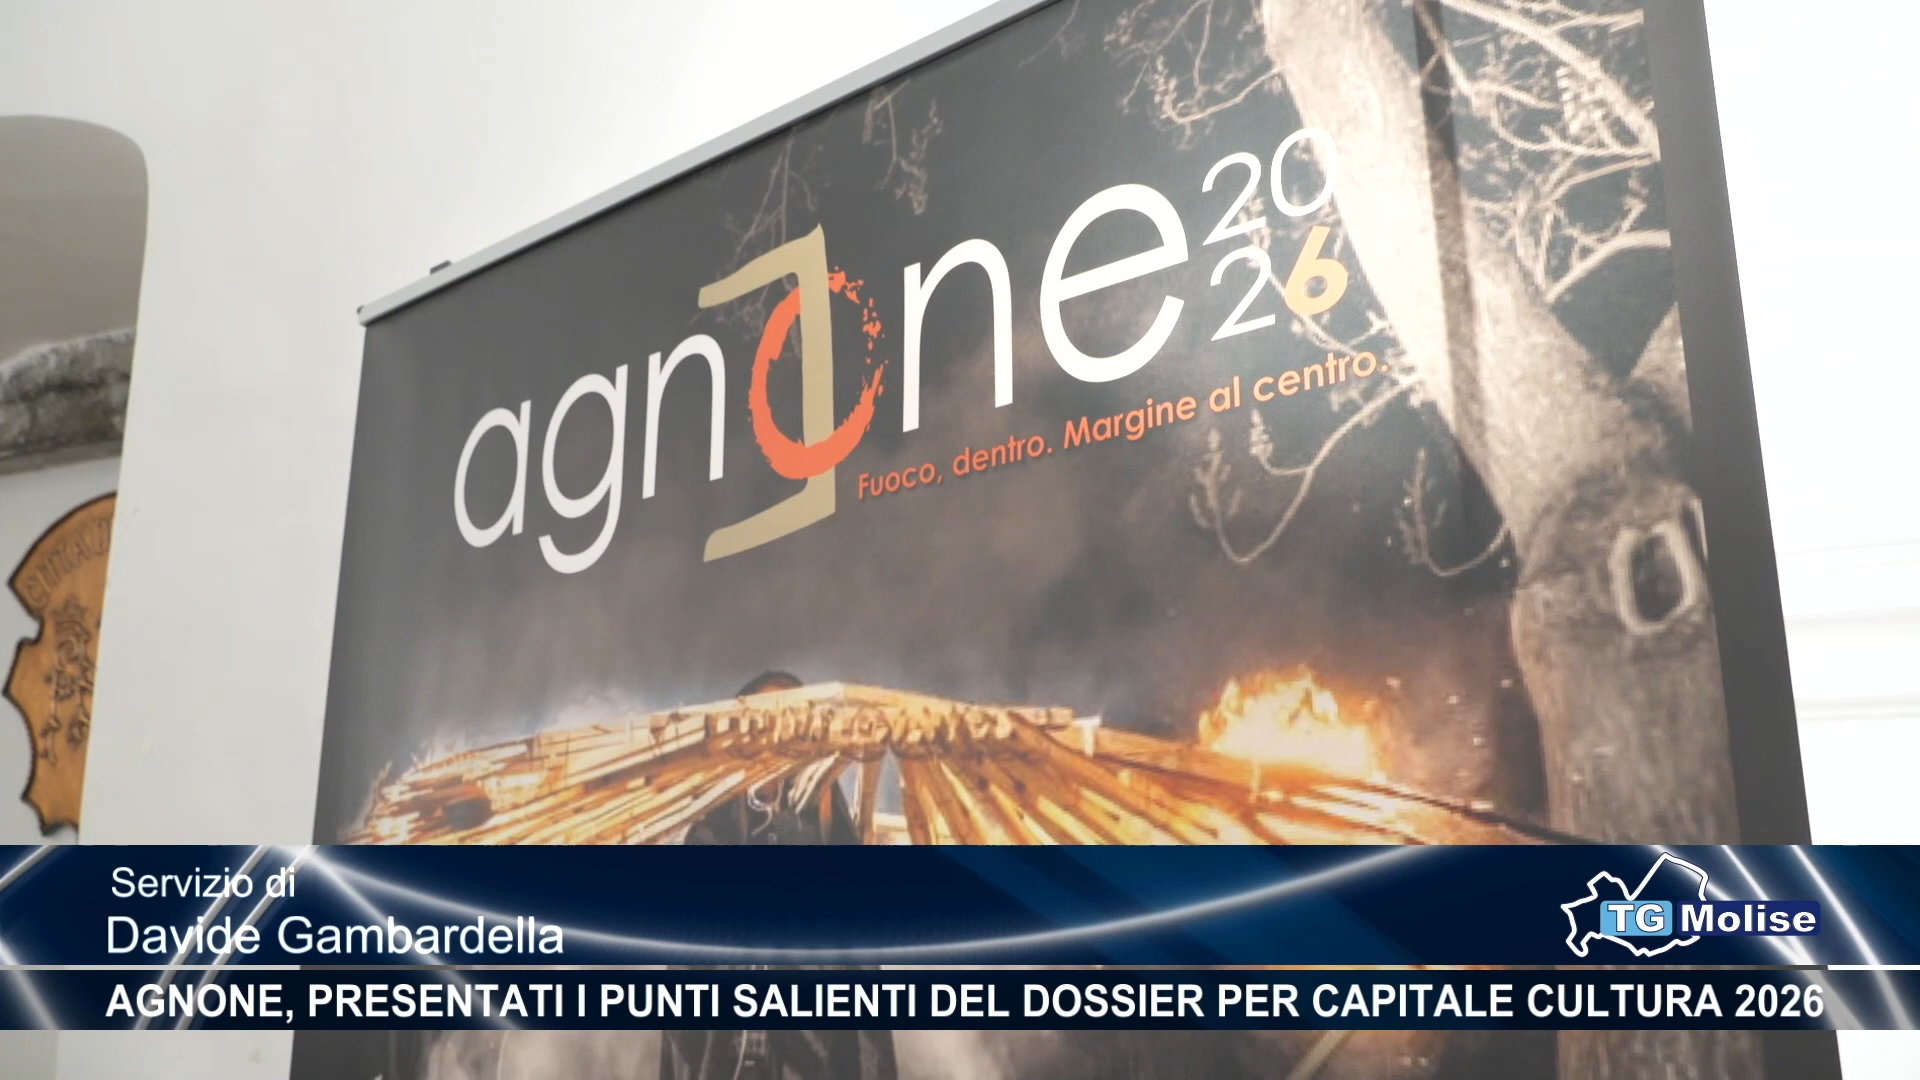 agnone
20
26
Fuoco, dentro. Margine al centro.
Servizio di
Davide Gambardella
TG Molise
AGNONE, PRESENTATI I PUNTI SALIENTI DEL DOSSIER PER CAPITALE CULTURA 2026